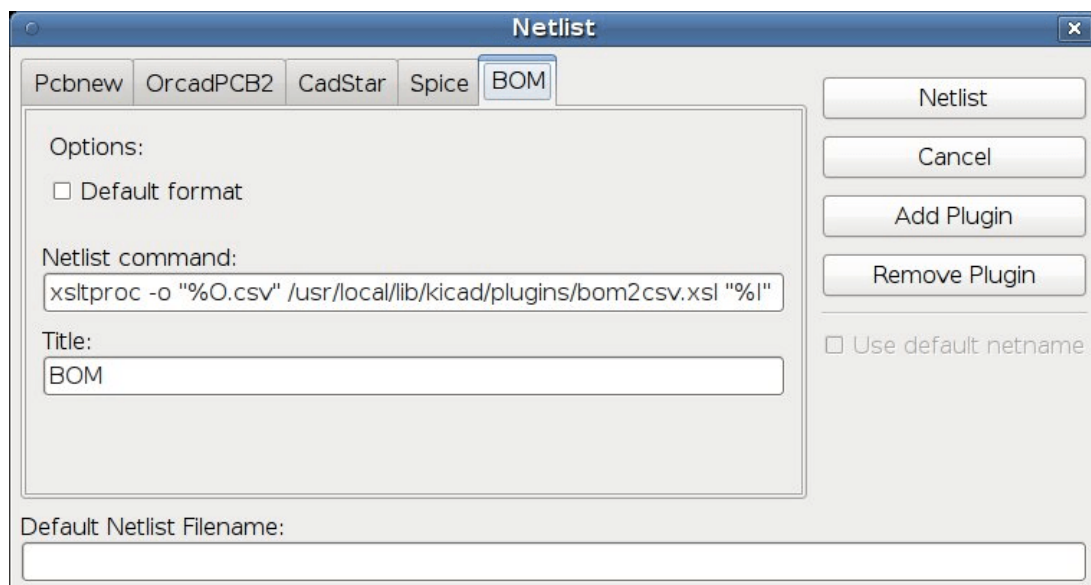 Netlist
Pcbnew OrcadPCB2 CadStar Spice BOM
Netlist
Options:
Cancel
Default format
Add Plugin
Netlist command:
Remove Plugin
xsltproc -o "%O.csv" /usr/local/lib/kicad/plugins/bom2csv.xsl "%I"
Title:
Use default netname
BOM
Default Netlist Filename: